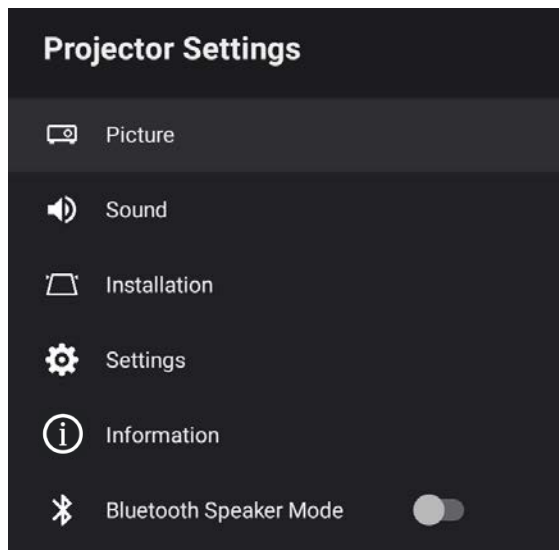 Projector Settings
Picture
Sound
Installation
Settings
Information
Bluetooth Speaker Mode